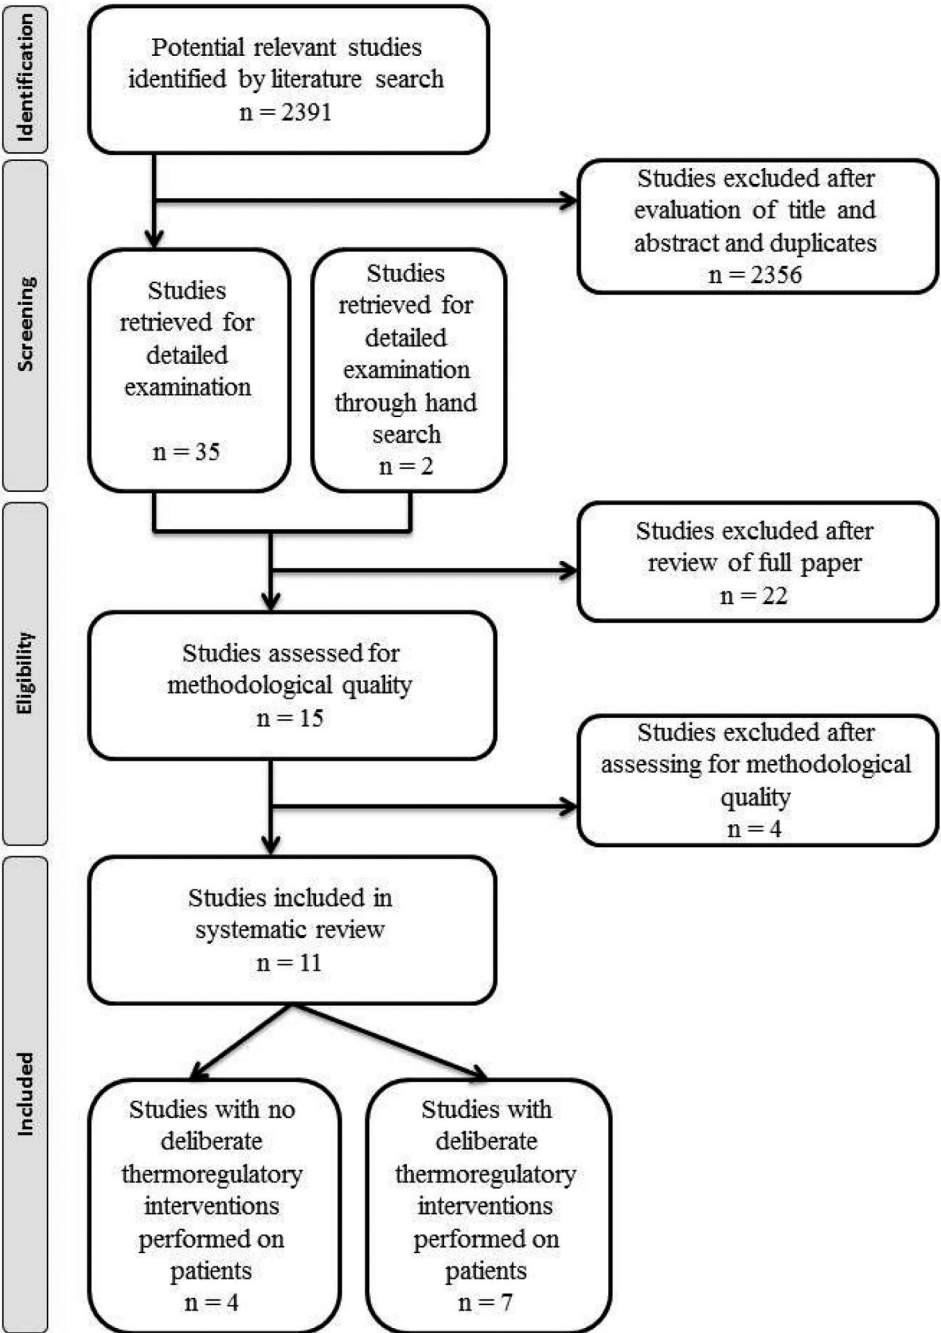 Identification
Potential relevant studies
identified by literature search
n = 2391
Screening
Studies excluded after
evaluation of title and
abstract and duplicates
n = 2356
Studies
retrieved for
detailed
examination
n = 35
Studies
retrieved for
detailed
examination
through hand
search
n = 2
Eligibility
Studies excluded after
review of full paper
n = 22
Studies assessed for
methodological quality
n = 15
Studies excluded after
assessing for methodological
quality
n = 4
Included
Studies included in
systematic review
n = 11
Studies with no
deliberate
thermoregulatory
interventions
performed on
patients
n = 4
Studies with
deliberate
thermoregulatory
interventions
performed on
patients
n = 7